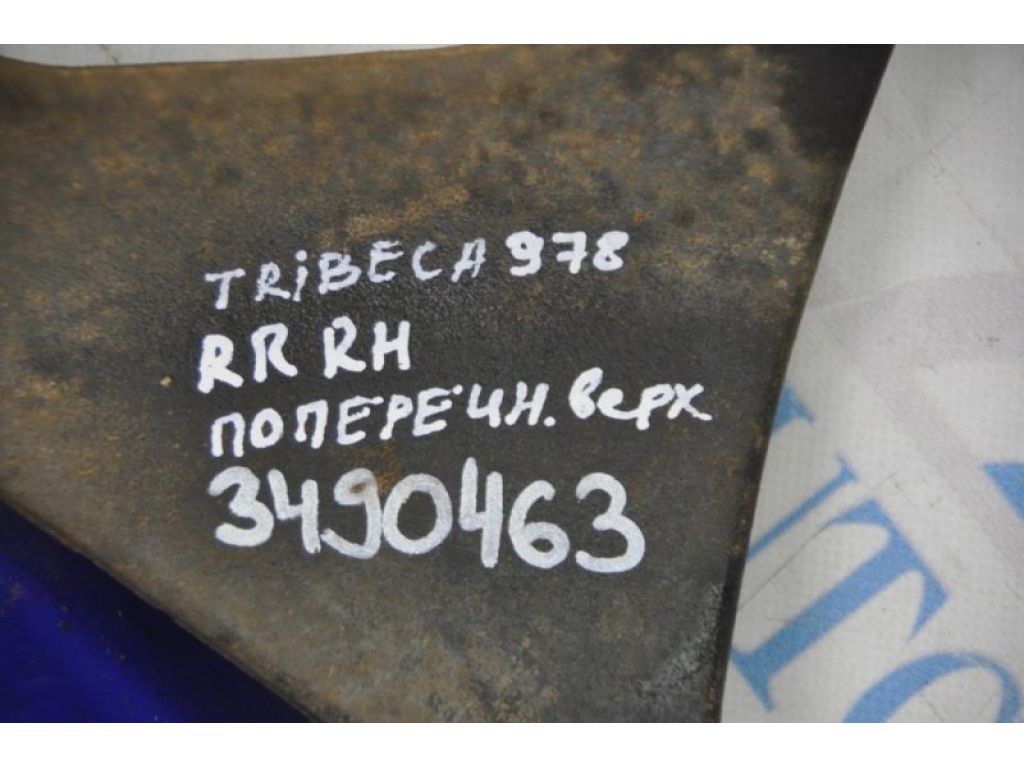 TRiBECA 978
RR RH
ПОПЕРЕЧН. верх
3490463